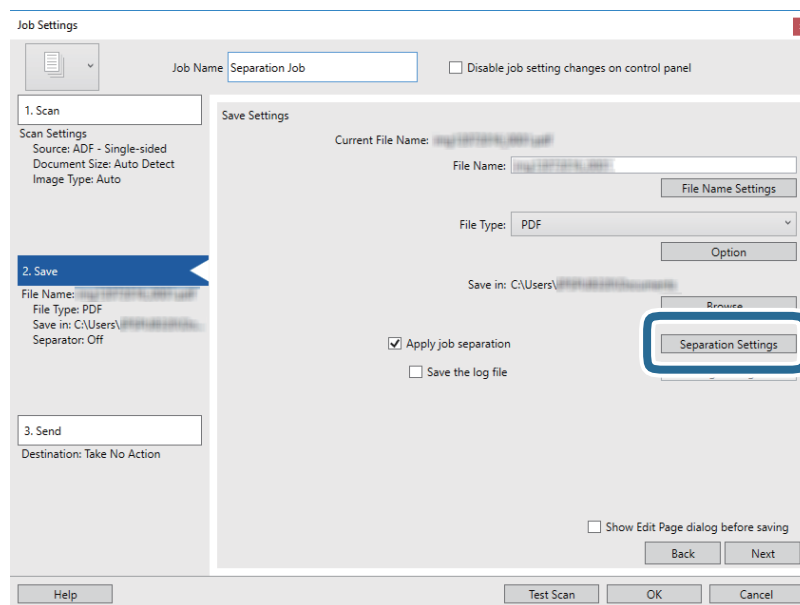 Job Settings
Job Name Separation Job Disable job setting changes on control panel
1. Scan
Scan Settings
Source: ADF - Single-sided
Document Size: Auto Detect
Image Type: Auto
2. Save
File Name:
File Type: PDF
Save in: C:\Users\
Separator: Off
3. Send
Destination: Take No Action
Save Settings
Current File Name:
File Name:
File Name Settings
File Type: PDF
Option
Save in: C:\Users\
Browse
Apply job separation Separation Settings
Save the log file
Show Edit Page dialog before saving
Back Next
Help Test Scan OK Cancel